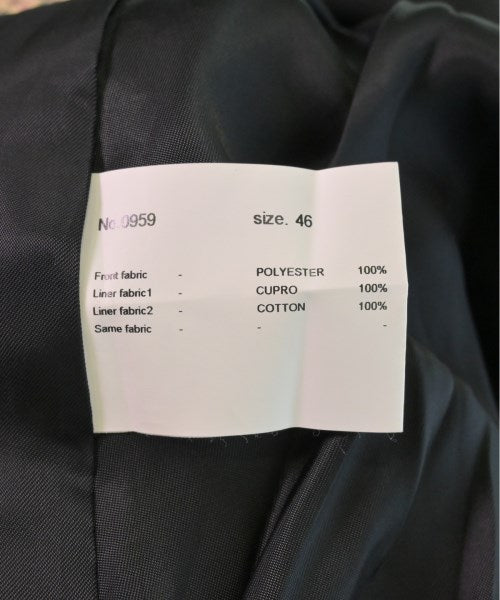 No.0959 size. 46
Front fabric - POLYESTER 100%
Liner fabric1 - CUPRO 100%
Liner fabric2 - COTTON 100%
Same fabric - - -